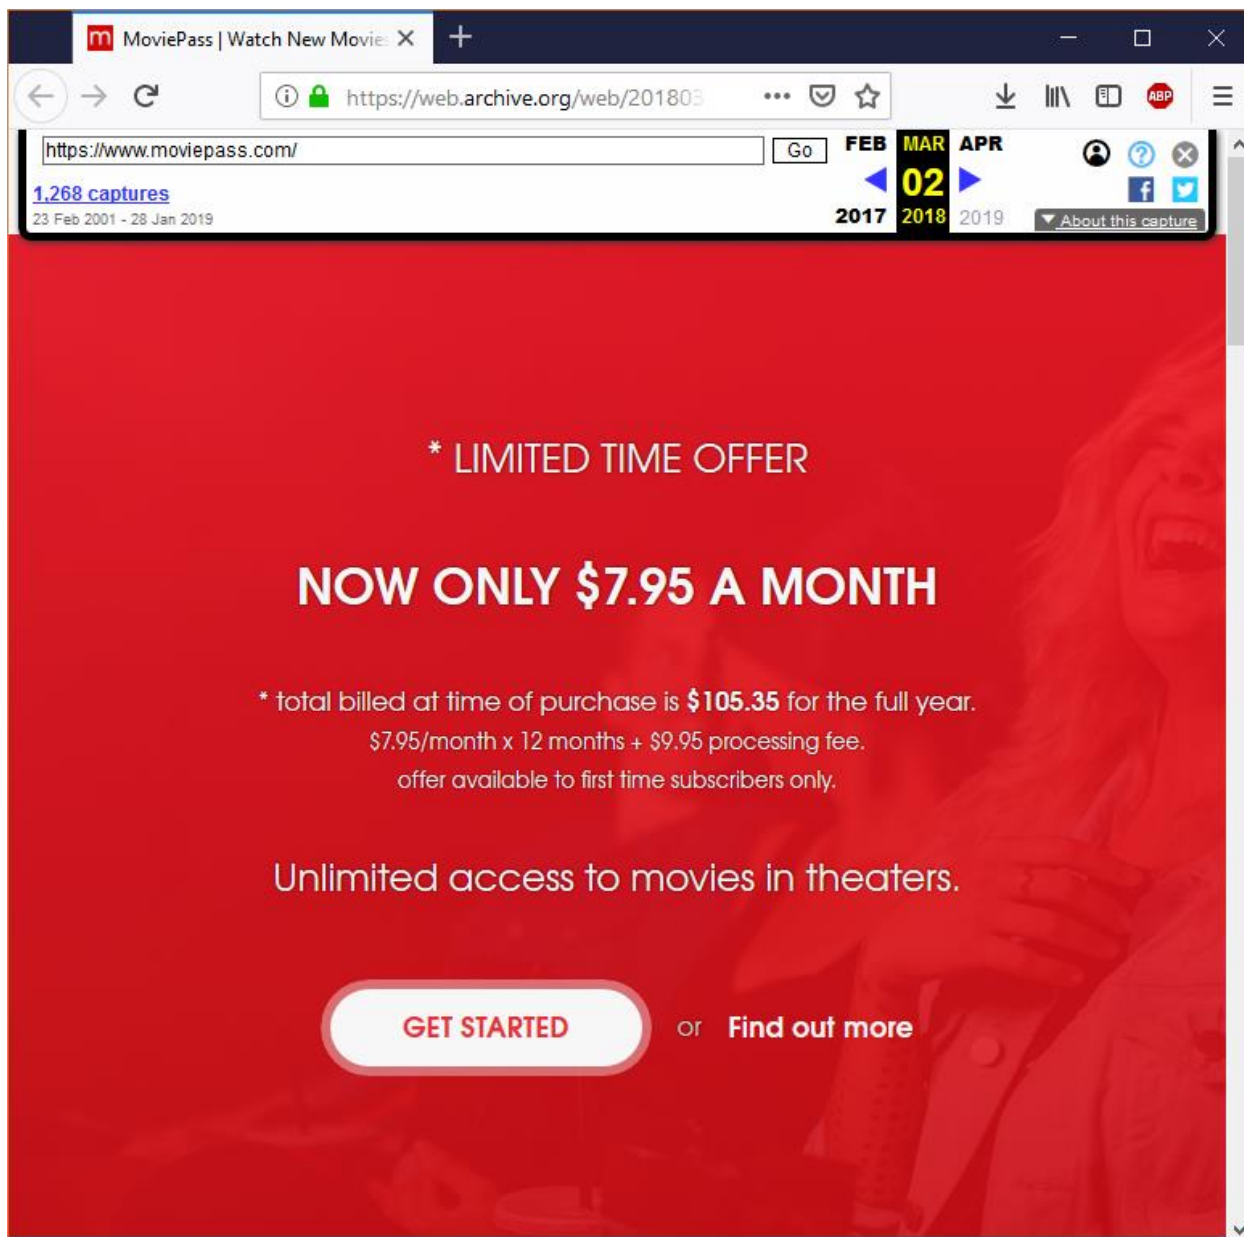 MoviePass | Watch New Movie
https://web.archive.org/web/201803
ABP
https://www.moviepass.com/
Go
FEB MAR APR
02
2017 2018 2019
1,268 captures
23 Feb 2001 - 28 Jan 2019
About this capture
* LIMITED TIME OFFER
NOW ONLY $7.95 A MONTH
* total billed at time of purchase is $105.35 for the full year.
$7.95/month x 12 months + $9.95 processing fee.
offer available to first time subscribers only.
Unlimited access to movies in theaters.
GET STARTED or Find out more